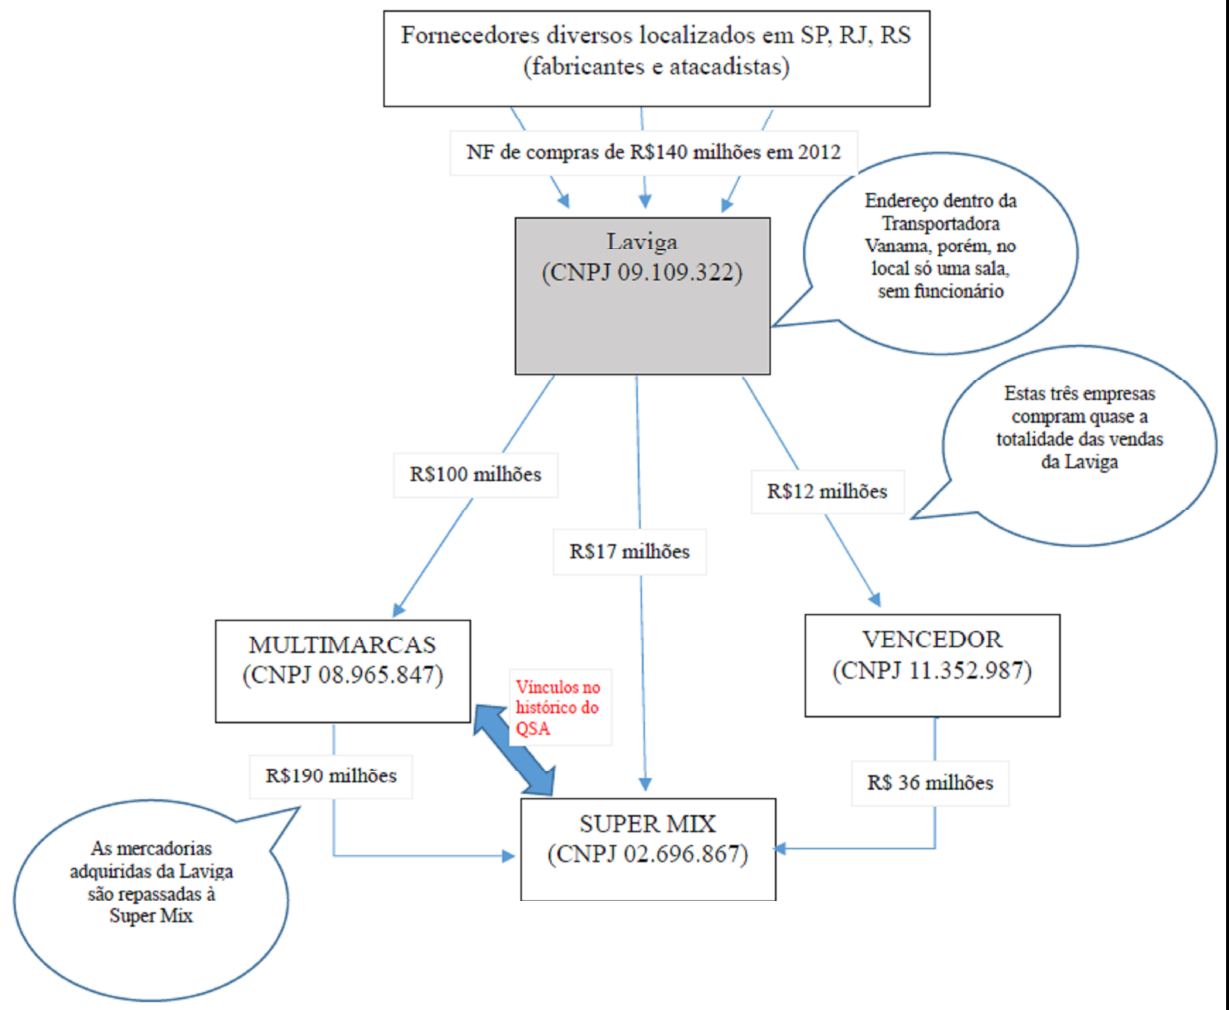 Fornecedores diversos localizados em SP, RJ, RS
(fabricantes e atacadistas)
NF de compras de R$140 milhões em 2012
Endereço dentro da
Transportadora
Vanama, porém, no
local só uma sala,
sem funcionário
Laviga
(CNPJ 09.109.322)
Estas três empresas
compram quase a
totalidade das vendas
da Laviga
R$100 milhões
R$12 milhões
R$17 milhões
MULTIMARCAS
(CNPJ 08.965.847)
VENCEDOR
(CNPJ 11.352.987)
Vínculos no
histórico do
QSA
R$190 milhões
R$ 36 milhões
SUPER MIX
(CNPJ 02.696.867)
As mercadorias
adquiridas da Laviga
são repassadas à
Super Mix